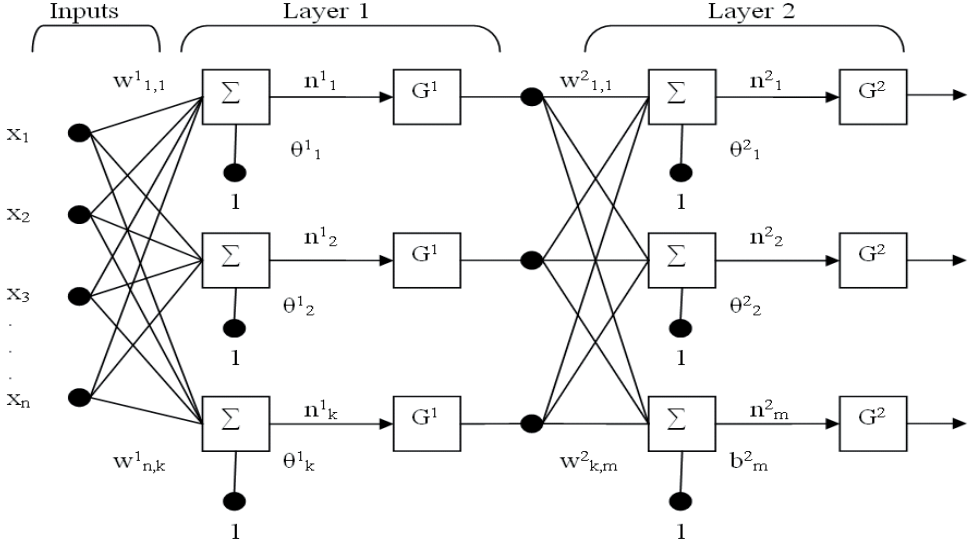 Inputs Layer 1 Layer 2
w¹₁,₁ Σ n¹₁ G¹ w²₁,₁ Σ n²₁ G²
x₁
θ¹₁ θ²₁
1 1
x₂
Σ n¹₂ G¹ Σ n²₂ G²
x₃
θ¹₂ θ²₂
.
.
1 1
.
xₙ
Σ n¹ₖ G¹ Σ n²ₘ G²
w¹ₙ,ₖ θ¹ₖ w²ₖ,ₘ b²ₘ
1 1